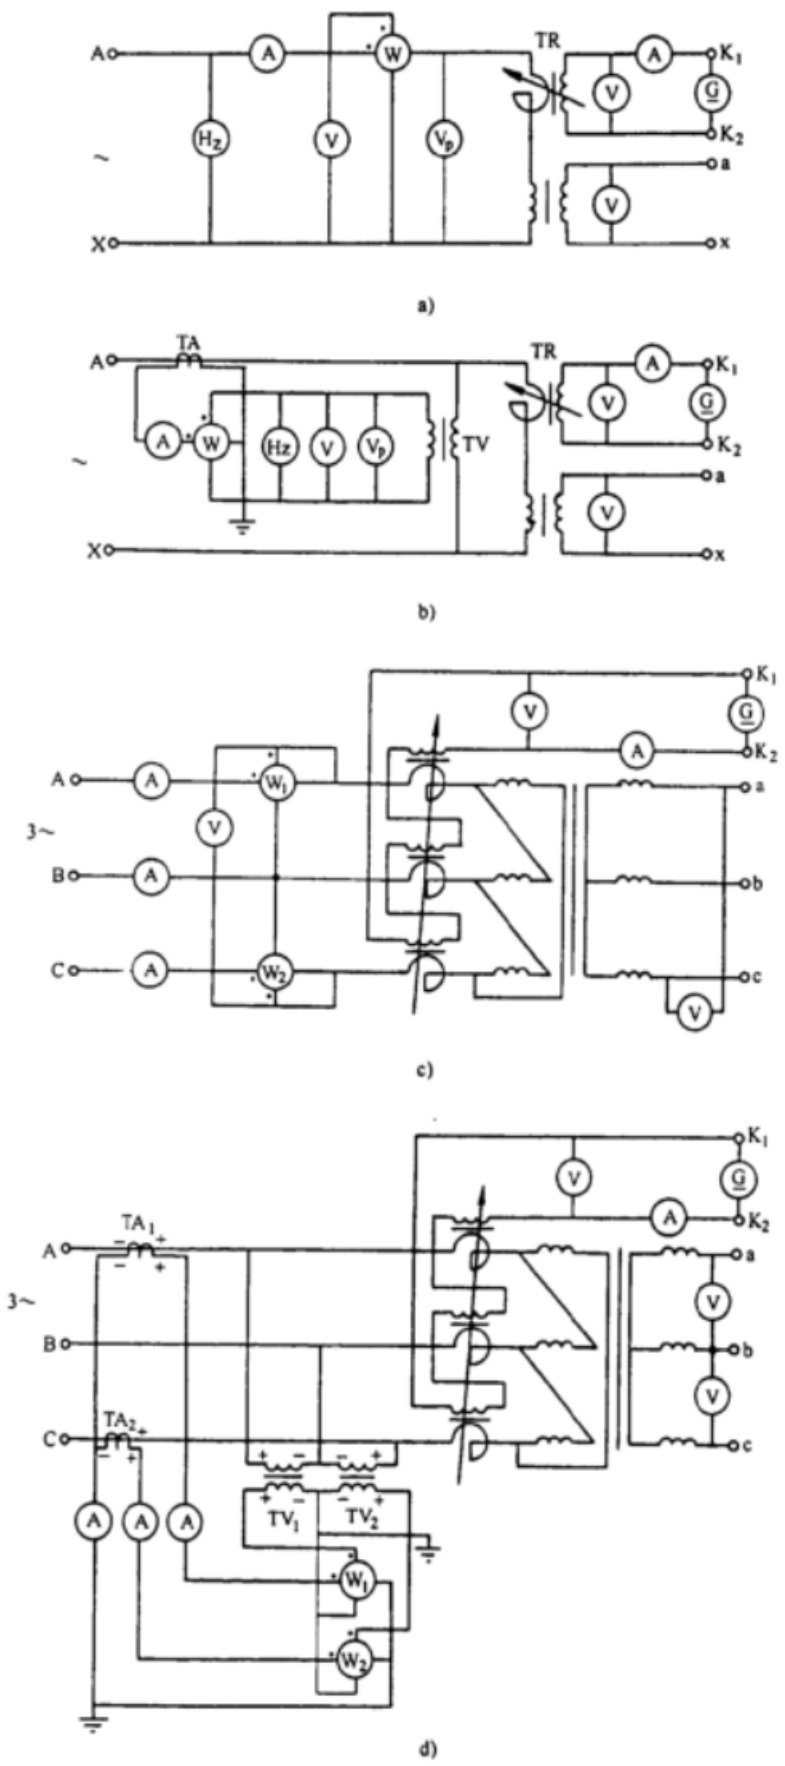 TR
A A W A K₁
Hz V Vₚ V G
K₂
~ a
V
X x
a)
TA TR
A A K₁
V G
A W Hz V Vₚ TV K₂
~ a
V
X x
b)
K₁
V G
A K₂
A A W₁ a
3~ V
B A b
C A W₂ c
V
c)
K₁
V G
TA₁ A K₂
A - + a
- +
3~ V
B b
TA₂ V
C + c
- + + - - +
+ - - +
A A A TV₁ TV₂
W₁
W₂
d)